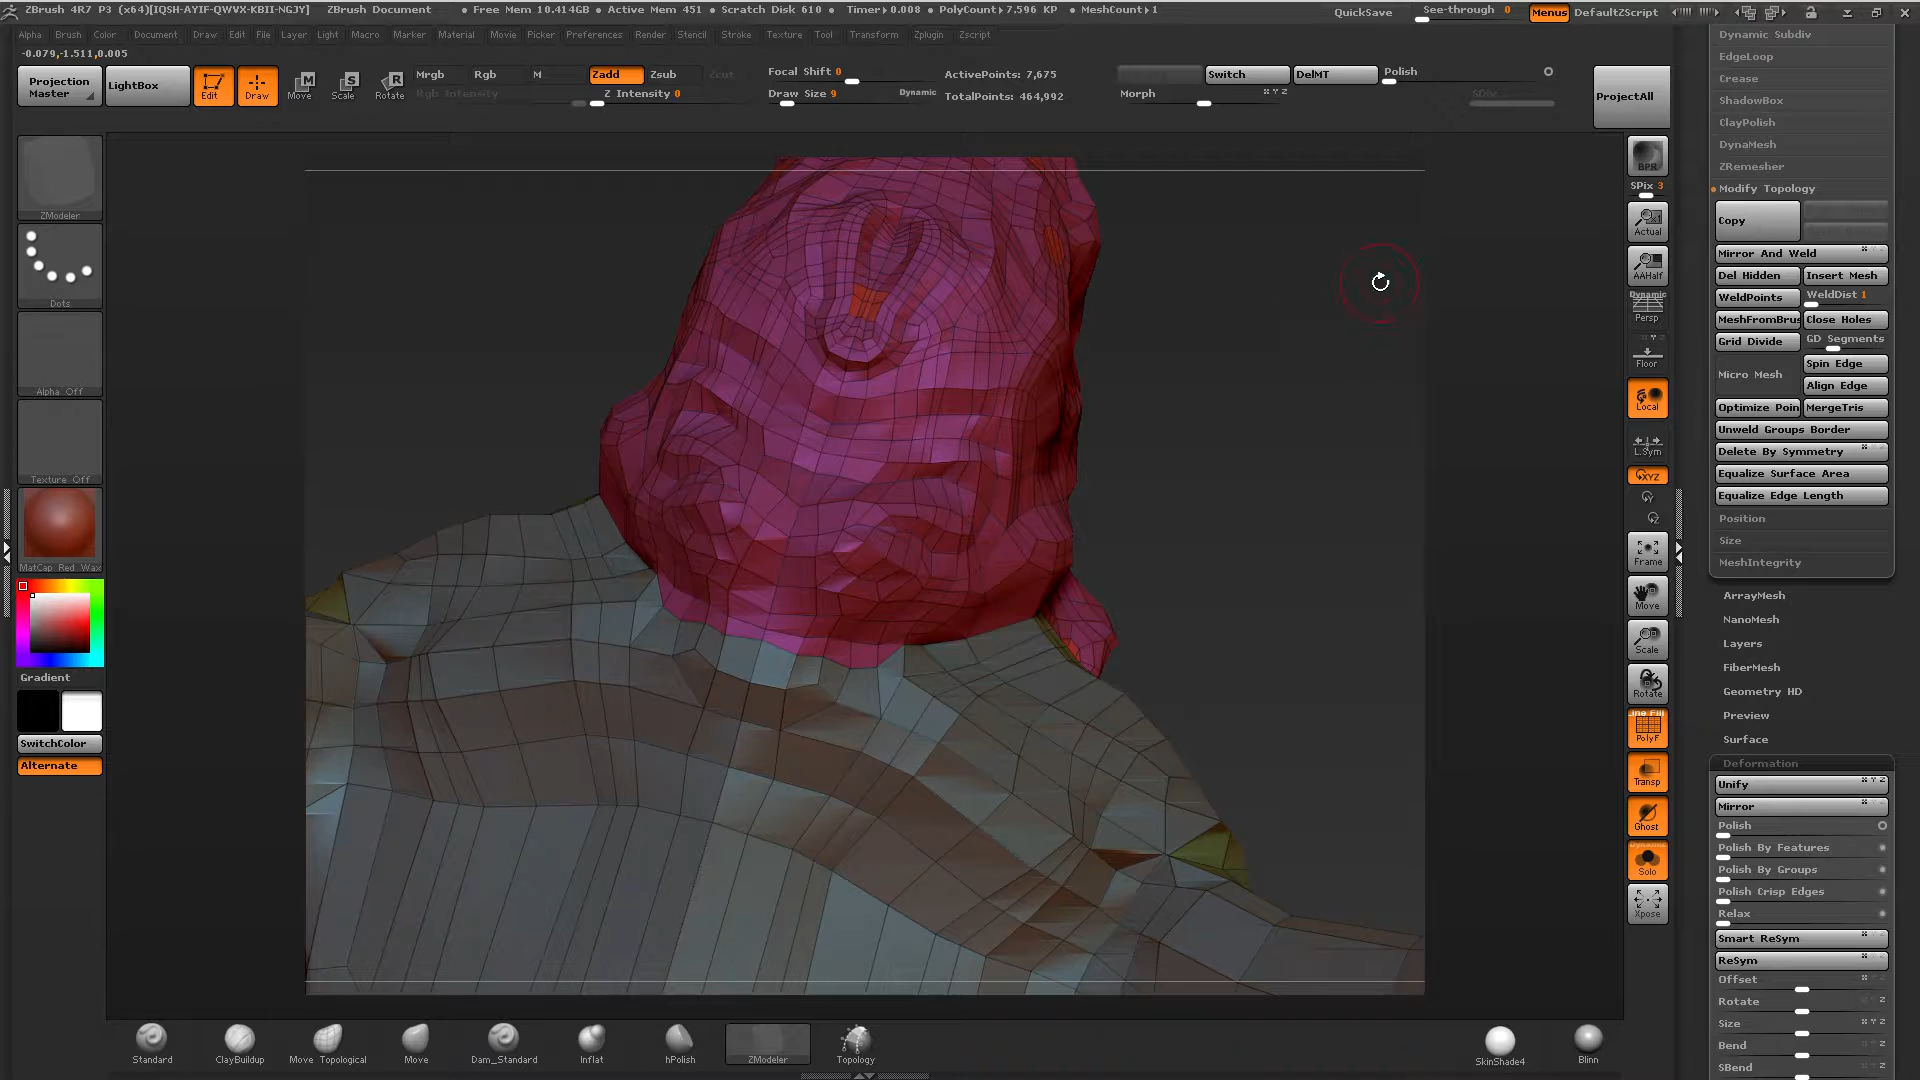 ZBrush 4R7 P3 (x64)[IQSH-AYIF-QWVX-KBII-NGJY] ZBrush Document • Free Mem 10.414GB • Active Mem 451 • Scratch Disk 610 • Timer▸0.008 • PolyCount▸7.596 KP • MeshCount▸1 QuickSave See-through 0 Menus DefaultZScript
Alpha Brush Color Document Draw Edit File Layer Light Macro Marker Material Movie Picker Preferences Render Stencil Stroke Texture Tool Transform Zplugin Zscript
-0.079,-1.511,0.005
Projection Master
LightBox
Edit
Draw
Move
Scale
Rotate
Mrgb Rgb M Zadd Zsub Zcut
Rgb Intensity Z Intensity 0
Focal Shift 0
Draw Size 9 Dynamic
ActivePoints: 7,675
TotalPoints: 464,992
Switch DelMT Polish
Morph X Y Z SDiv
ProjectAll
ZModeler
Dots
Alpha Off
Texture Off
MatCap Red Wax
Gradient
SwitchColor
Alternate
BPR
SPix 3
Actual
AAHalf
Dynamic
Persp
Floor
Local
L.Sym
XYZ
Y
Z
Frame
Move
Scale
Rotate
Line Fill
PolyF
Transp
Ghost
Dynamic
Solo
Xpose
Dynamic Subdiv
EdgeLoop
Crease
ShadowBox
ClayPolish
DynaMesh
ZRemesher
Modify Topology
Copy
Mirror And Weld
Del Hidden Insert Mesh
WeldPoints WeldDist 1
MeshFromBrus Close Holes
Grid Divide GD Segments
Micro Mesh Spin Edge
Align Edge
Optimize Poin MergeTris
Unweld Groups Border
Delete By Symmetry
Equalize Surface Area
Equalize Edge Length
Position
Size
MeshIntegrity
ArrayMesh
NanoMesh
Layers
FiberMesh
Geometry HD
Preview
Surface
Deformation
Unify
Mirror
Polish
Polish By Features
Polish By Groups
Polish Crisp Edges
Relax
Smart ReSym
ReSym
Offset
Rotate
Size
Bend
SBend
Standard ClayBuildup Move Topological Move Dam_Standard Inflat hPolish ZModeler Topology SkinShade4 Blinn